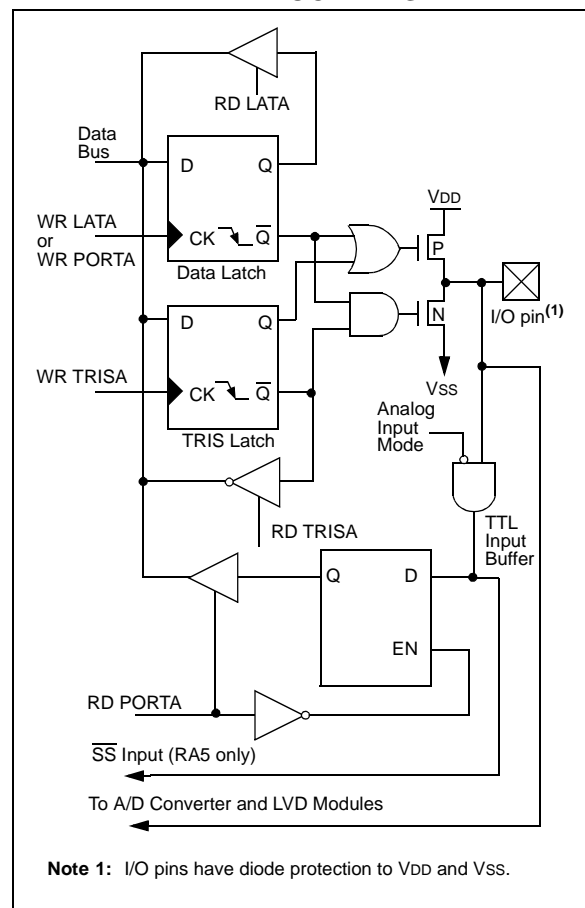 RD LATA
Data
Bus
D Q
WR LATA
or
WR PORTA
CK Q̅
Data Latch
VDD
P
N
I/O pin(1)
VSS
D Q
WR TRISA
CK Q̅
TRIS Latch
Analog
Input
Mode
TTL
Input
Buffer
RD TRISA
Q D
EN
RD PORTA
S̅S̅ Input (RA5 only)
To A/D Converter and LVD Modules
Note 1: I/O pins have diode protection to VDD and VSS.